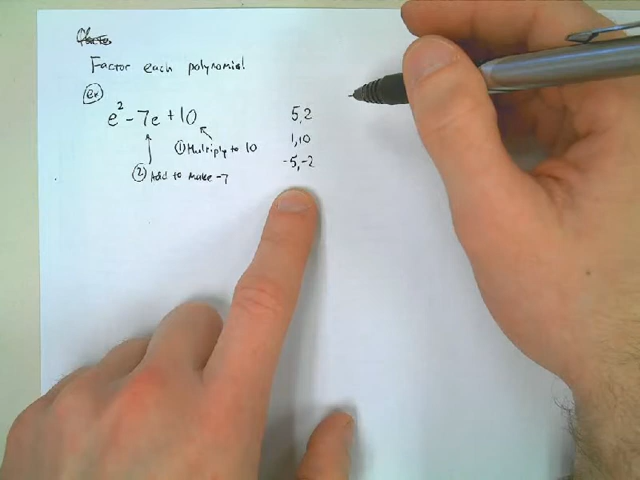 Factor each polynomial
Ex
e² - 7e + 10
① Multiply to 10
② Add to make -7
5,2
1,10
-5,-2